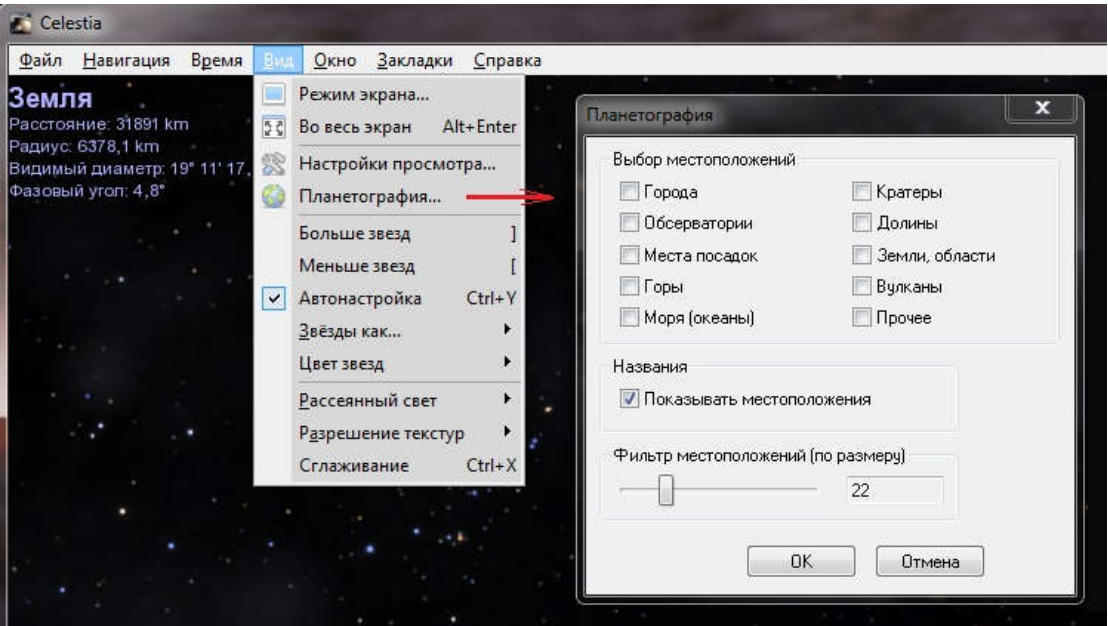 Celestia
Файл Навигация Время Вид Окно Закладки Справка
Земля
Расстояние: 31891 km
Радиус: 6378,1 km
Видимый диаметр: 19° 11' 17,
Фазовый угол: 4,8°
Режим экрана...
Во весь экран Alt+Enter
Настройки просмотра...
Планетография...
Больше звезд ]
Меньше звезд [
Автонастройка Ctrl+Y
Звёзды как...
Цвет звезд
Рассеянный свет
Разрешение текстур
Сглаживание Ctrl+X
Планетография
Выбор местоположений
Города Кратеры
Обсерватории Долины
Места посадок Земли, области
Горы Вулканы
Моря (океаны) Прочее
Названия
Показывать местоположения
Фильтр местоположений (по размеру)
22
OK Отмена